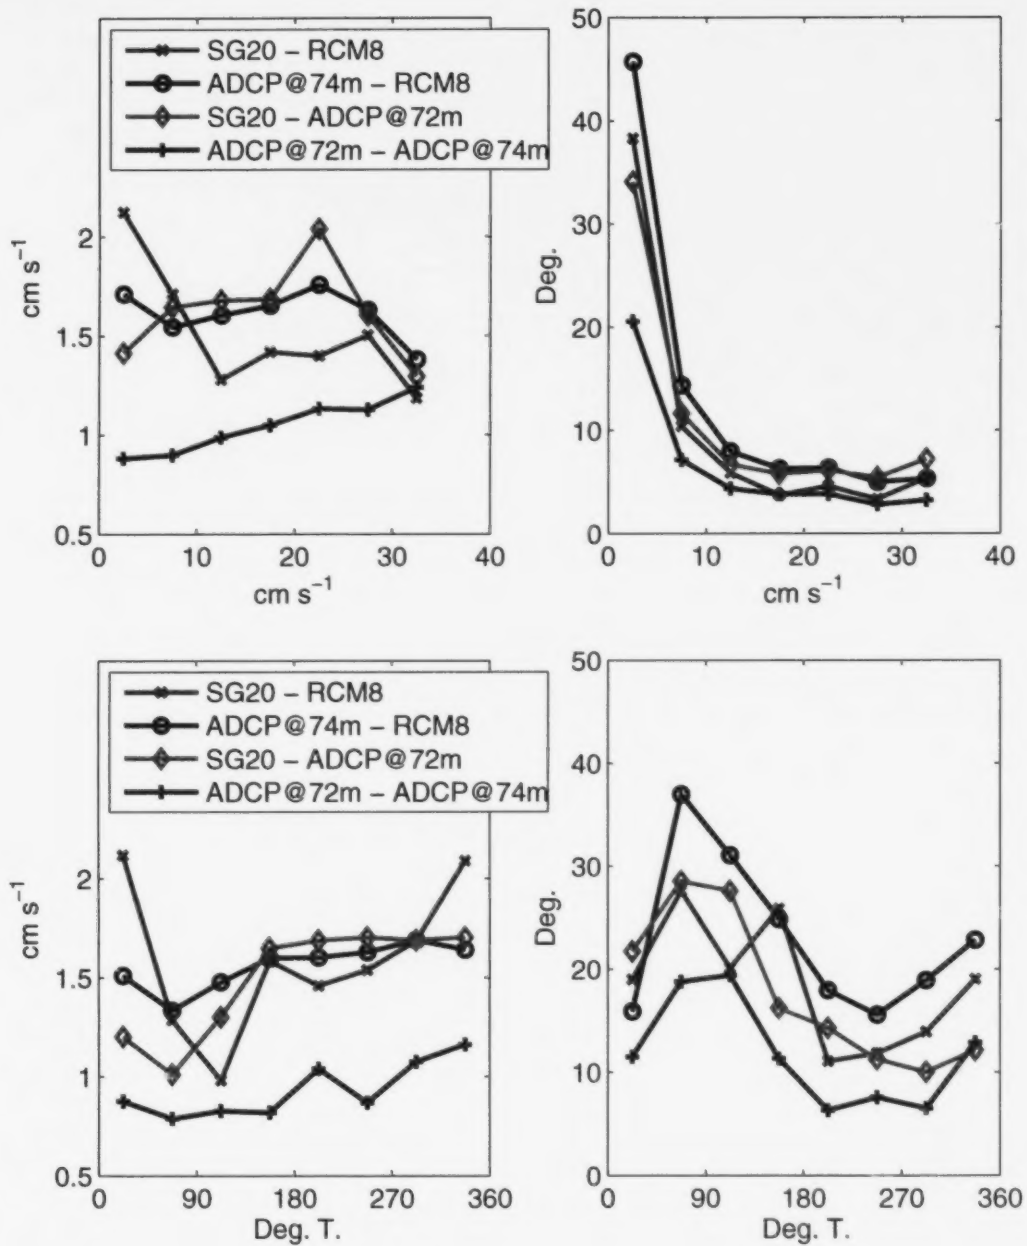 SG20 – RCM8
ADCP@74m – RCM8
SG20 – ADCP@72m
ADCP@72m – ADCP@74m
2
1.5
1
0.5
cm s⁻¹
0
10
20
30
40
cm s⁻¹
50
40
30
20
10
0
Deg.
0
10
20
30
40
cm s⁻¹
SG20 – RCM8
ADCP@74m – RCM8
SG20 – ADCP@72m
ADCP@72m – ADCP@74m
2
1.5
1
0.5
cm s⁻¹
0
90
180
270
360
Deg. T.
50
40
30
20
10
0
Deg.
0
90
180
270
360
Deg. T.